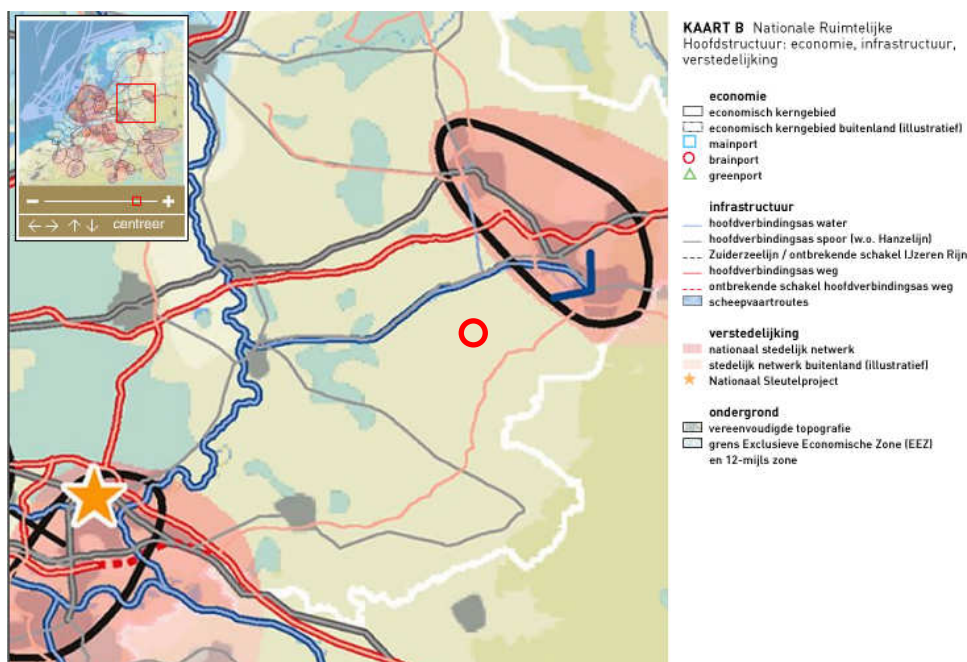 centreer
KAART B Nationale Ruimtelijke
Hoofdstructuur: economie, infrastructuur,
verstedelijking
economie
economisch kerngebied
economisch kerngebied buitenland (illustratief)
mainport
brainport
greenport
infrastructuur
hoofdverbindingsas water
hoofdverbindingsas spoor (w.o. Hanzelijn)
Zuiderzeelijn / ontbrekende schakel IJzeren Rijn
hoofdverbindingsas weg
ontbrekende schakel hoofdverbindingsas weg
scheepvaartroutes
verstedelijking
nationaal stedelijk netwerk
stedelijk netwerk buitenland (illustratief)
Nationaal Sleutelproject
ondergrond
vereenvoudigde topografie
grens Exclusieve Economische Zone (EEZ)
en 12-mijls zone